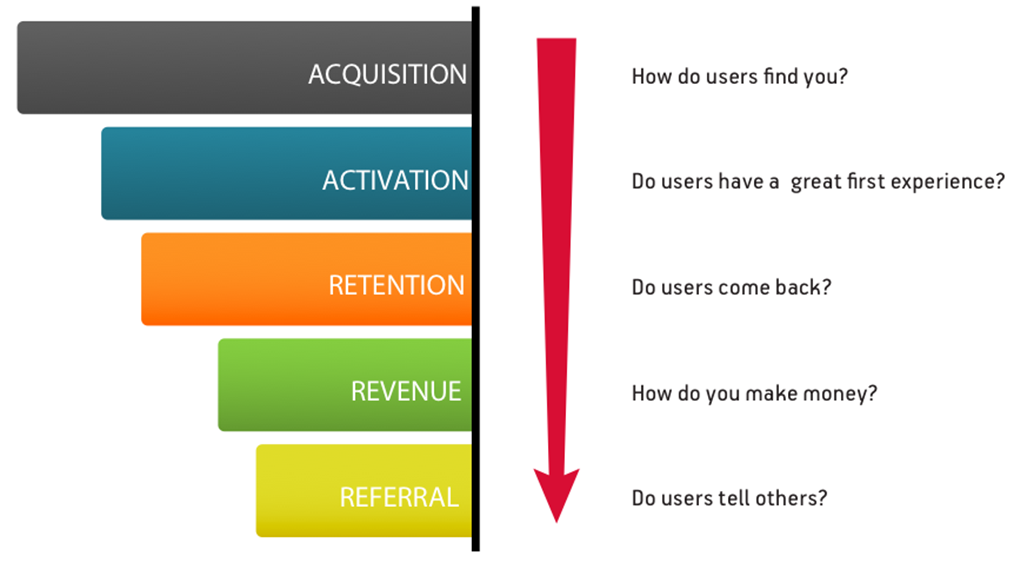 ACQUISITION
How do users find you?
ACTIVATION
Do users have a  great first experience?
RETENTION
Do users come back?
REVENUE
How do you make money?
REFERRAL
Do users tell others?